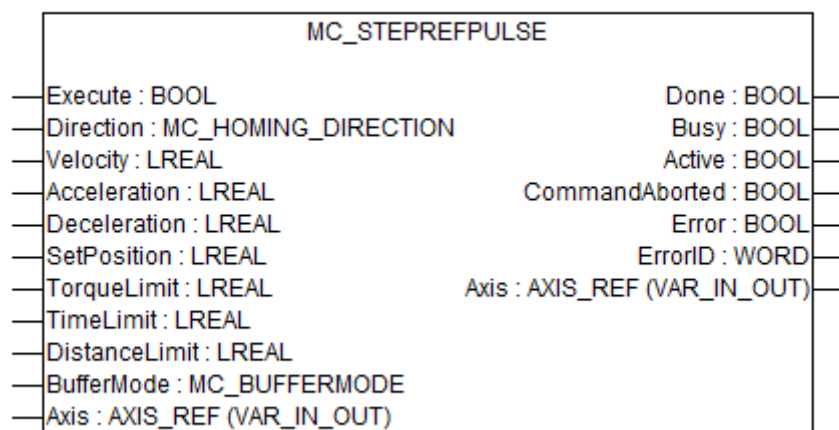 MC_STEPREFPULSE
Execute : BOOL Done : BOOL
Direction : MC_HOMING_DIRECTION Busy : BOOL
Velocity : LREAL Active : BOOL
Acceleration : LREAL CommandAborted : BOOL
Deceleration : LREAL Error : BOOL
SetPosition : LREAL ErrorID : WORD
TorqueLimit : LREAL Axis : AXIS_REF (VAR_IN_OUT)
TimeLimit : LREAL
DistanceLimit : LREAL
BufferMode : MC_BUFFERMODE
Axis : AXIS_REF (VAR_IN_OUT)